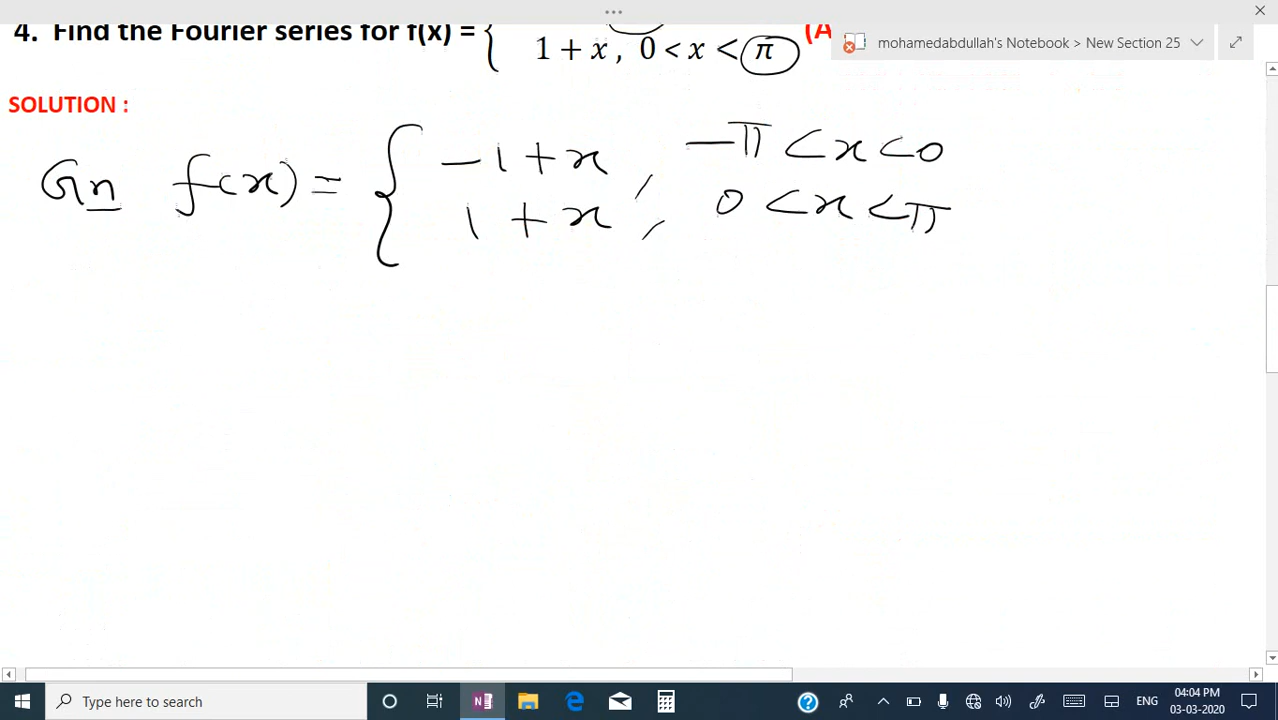 4. Find the Fourier series for f(x) = {
1 + x , 0 < x < π
(A
mohamedabdullah's Notebook > New Section 25
SOLUTION :
Gn f(x) = { -1+x , -π<x<0
1+x , 0<x<π
Type here to search
ENG
04:04 PM
03-03-2020